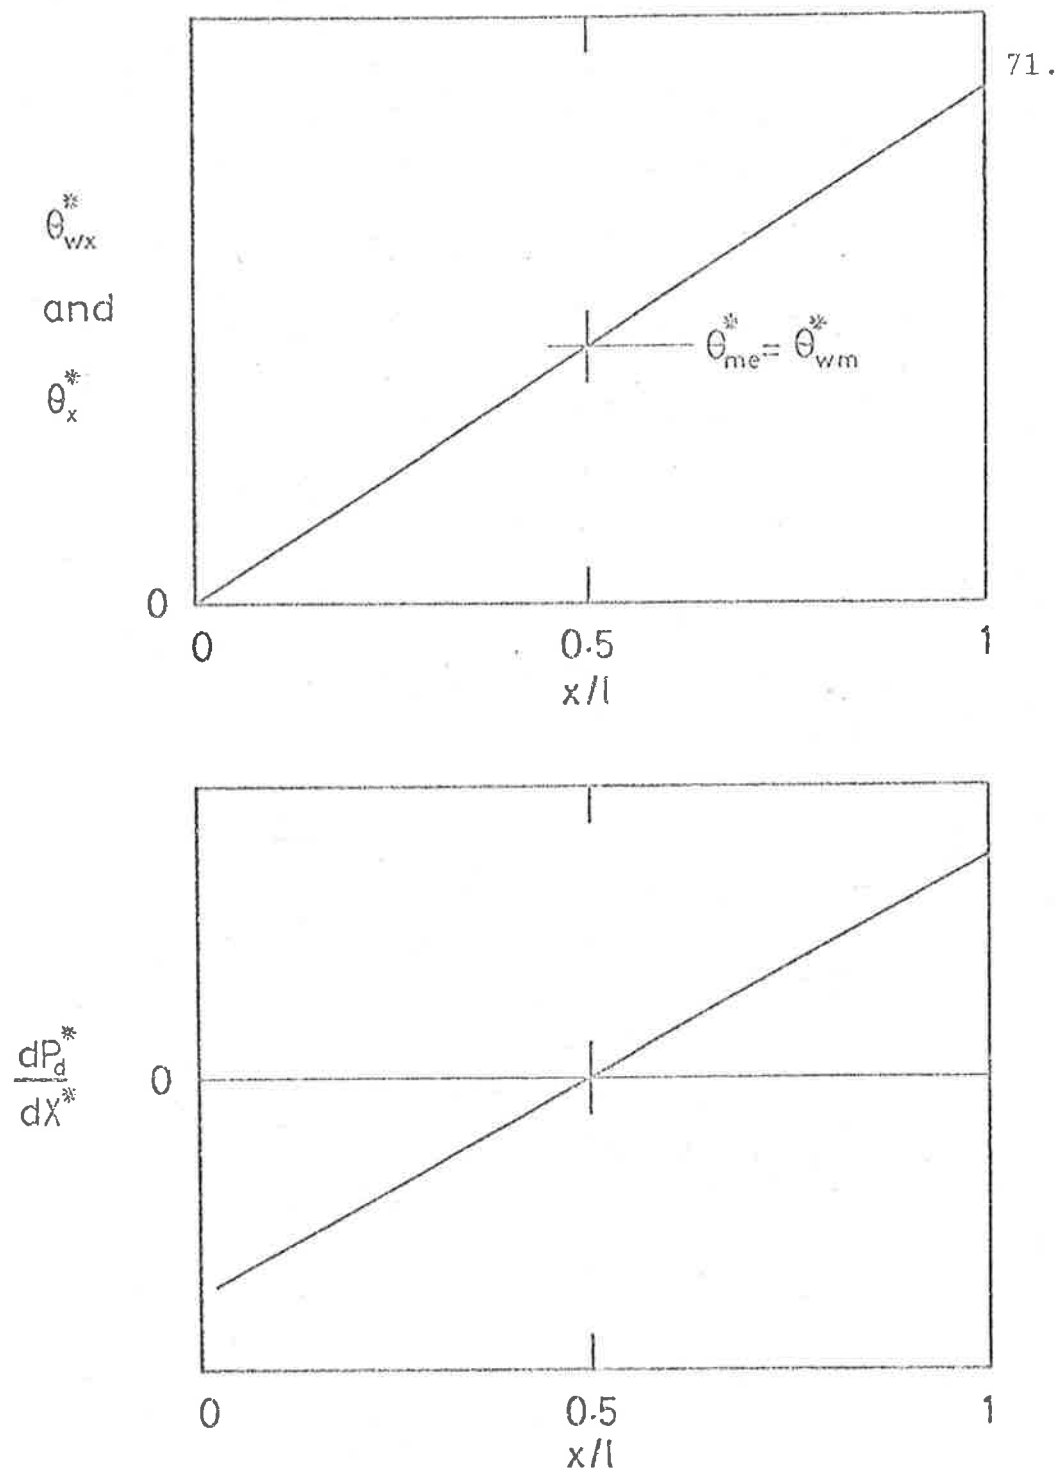 71.
θ*wx
and
θ*x
θ*me = θ*wm
0
0 0.5 1
x/l
dP*d
dX*
0
0 0.5 1
x/l